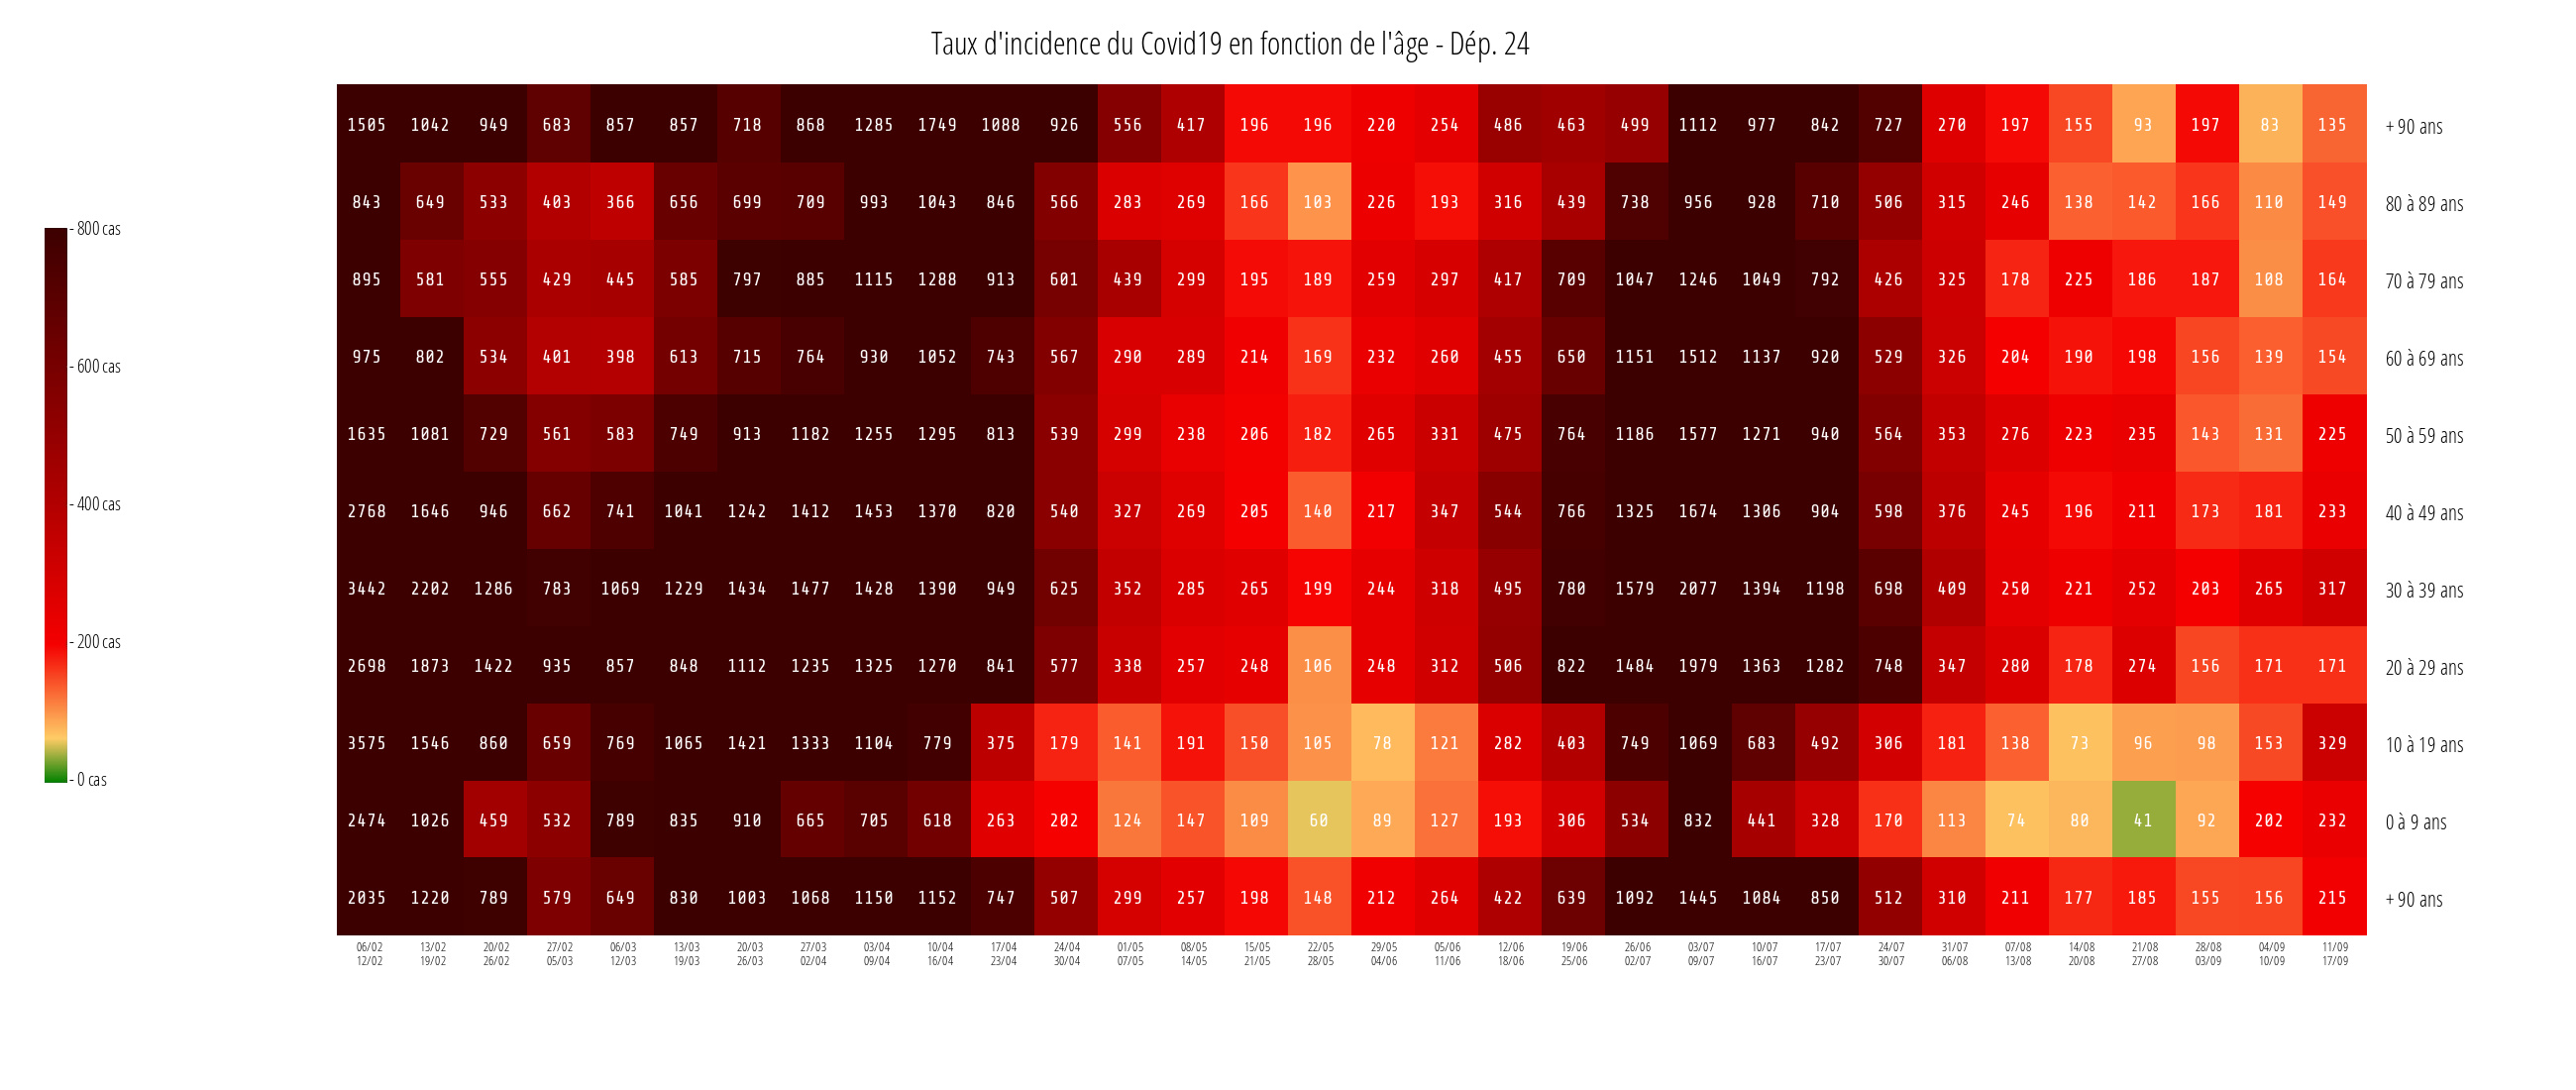 Taux d'incidence du Covid19 en fonction de l'âge - Dép. 24
- 800 cas
- 600 cas
- 400 cas
- 200 cas
- 0 cas
1505 1042 949 683 857 857 718 868 1285 1749 1088 926 556 417 196 196 220 254 486 463 499 1112 977 842 727 270 197 155 93 197 83 135 + 90 ans
843 649 533 403 366 656 699 709 993 1043 846 566 283 269 166 103 226 193 316 439 738 956 928 710 506 315 246 138 142 166 110 149 80 à 89 ans
895 581 555 429 445 585 797 885 1115 1288 913 601 439 299 195 189 259 297 417 709 1047 1246 1049 792 426 325 178 225 186 187 108 164 70 à 79 ans
975 802 534 401 398 613 715 764 930 1052 743 567 290 289 214 169 232 260 455 650 1151 1512 1137 920 529 326 204 190 198 156 139 154 60 à 69 ans
1635 1081 729 561 583 749 913 1182 1255 1295 813 539 299 238 206 182 265 331 475 764 1186 1577 1271 940 564 353 276 223 235 143 131 225 50 à 59 ans
2768 1646 946 662 741 1041 1242 1412 1453 1370 820 540 327 269 205 140 217 347 544 766 1325 1674 1306 904 598 376 245 196 211 173 181 233 40 à 49 ans
3442 2202 1286 783 1069 1229 1434 1477 1428 1390 949 625 352 285 265 199 244 318 495 780 1579 2077 1394 1198 698 409 250 221 252 203 265 317 30 à 39 ans
2698 1873 1422 935 857 848 1112 1235 1325 1270 841 577 338 257 248 106 248 312 506 822 1484 1979 1363 1282 748 347 280 178 274 156 171 171 20 à 29 ans
3575 1546 860 659 769 1065 1421 1333 1104 779 375 179 141 191 150 105 78 121 282 403 749 1069 683 492 306 181 138 73 96 98 153 329 10 à 19 ans
2474 1026 459 532 789 835 910 665 705 618 263 202 124 147 109 60 89 127 193 306 534 832 441 328 170 113 74 80 41 92 202 232 0 à 9 ans
2035 1220 789 579 649 830 1003 1068 1150 1152 747 507 299 257 198 148 212 264 422 639 1092 1445 1084 850 512 310 211 177 185 155 156 215 + 90 ans
06/02 13/02 20/02 27/02 06/03 13/03 20/03 27/03 03/04 10/04 17/04 24/04 01/05 08/05 15/05 22/05 29/05 05/06 12/06 19/06 26/06 03/07 10/07 17/07 24/07 31/07 07/08 14/08 21/08 28/08 04/09 11/09
12/02 19/02 26/02 05/03 12/03 19/03 26/03 02/04 09/04 16/04 23/04 30/04 07/05 14/05 21/05 28/05 04/06 11/06 18/06 25/06 02/07 09/07 16/07 23/07 30/07 06/08 13/08 20/08 27/08 03/09 10/09 17/09